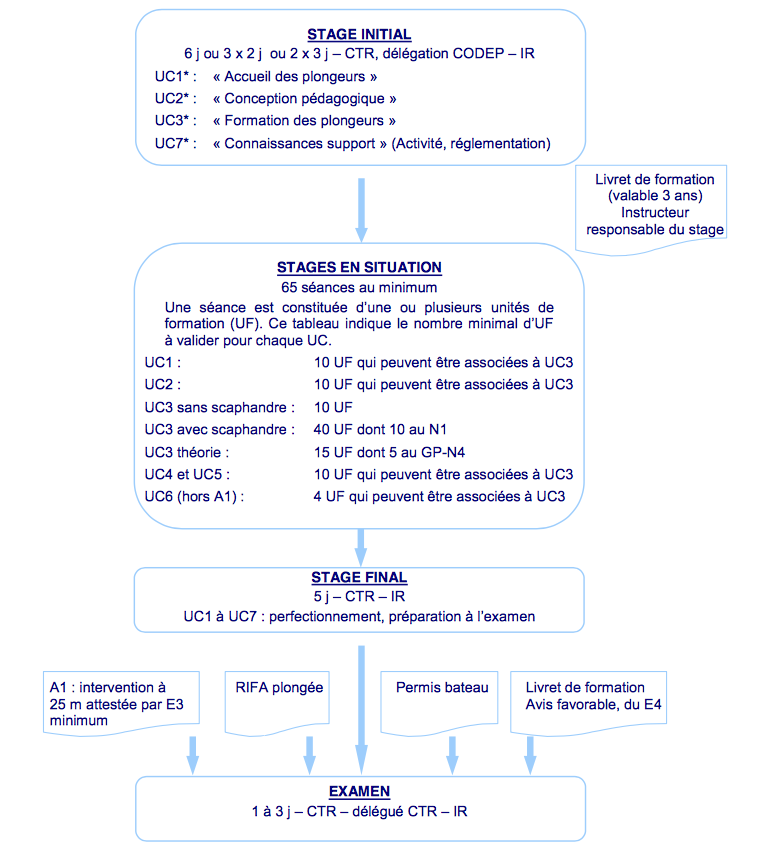 STAGE INITIAL
6 j ou 3 x 2 j ou 2 x 3 j – CTR, délégation CODEP – IR
UC1* : « Accueil des plongeurs »
UC2* : « Conception pédagogique »
UC3* : « Formation des plongeurs »
UC7* : « Connaissances support » (Activité, réglementation)
Livret de formation
(valable 3 ans)
Instructeur
responsable du stage
STAGES EN SITUATION
65 séances au minimum
Une séance est constituée d'une ou plusieurs unités de
formation (UF). Ce tableau indique le nombre minimal d'UF
à valider pour chaque UC.
UC1 : 10 UF qui peuvent être associées à UC3
UC2 : 10 UF qui peuvent être associées à UC3
UC3 sans scaphandre : 10 UF
UC3 avec scaphandre : 40 UF dont 10 au N1
UC3 théorie : 15 UF dont 5 au GP-N4
UC4 et UC5 : 10 UF qui peuvent être associées à UC3
UC6 (hors A1) : 4 UF qui peuvent être associées à UC3
STAGE FINAL
5 j – CTR – IR
UC1 à UC7 : perfectionnement, préparation à l'examen
A1 : intervention à
25 m attestée par E3
minimum
RIFA plongée
Permis bateau
Livret de formation
Avis favorable, du E4
EXAMEN
1 à 3 j – CTR – délégué CTR – IR